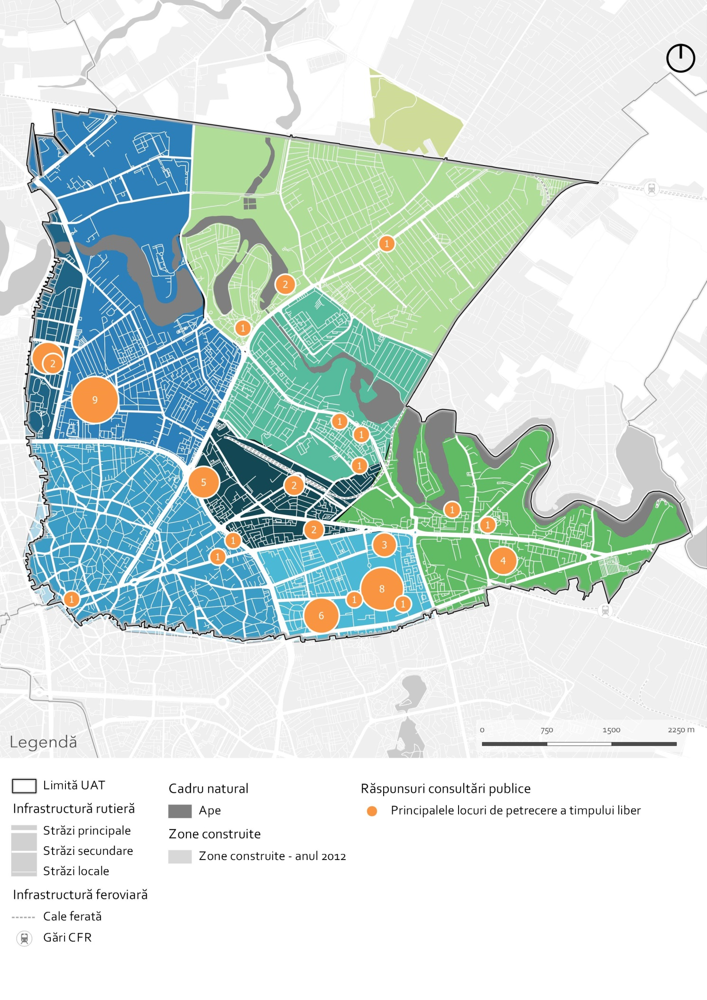 1
2
1
2
9
1
1
1
5
2
1
1
2
1
3
1
4
8
1
1
1
6
0 750 1500 2250 m
Legendă
Limită UAT
Infrastructură rutieră
Străzi principale
Străzi secundare
Străzi locale
Infrastructură feroviară
Cale ferată
Gări CFR
Cadru natural
Ape
Zone construite
Zone construite - anul 2012
Răspunsuri consultări publice
Principalele locuri de petrecere a timpului liber